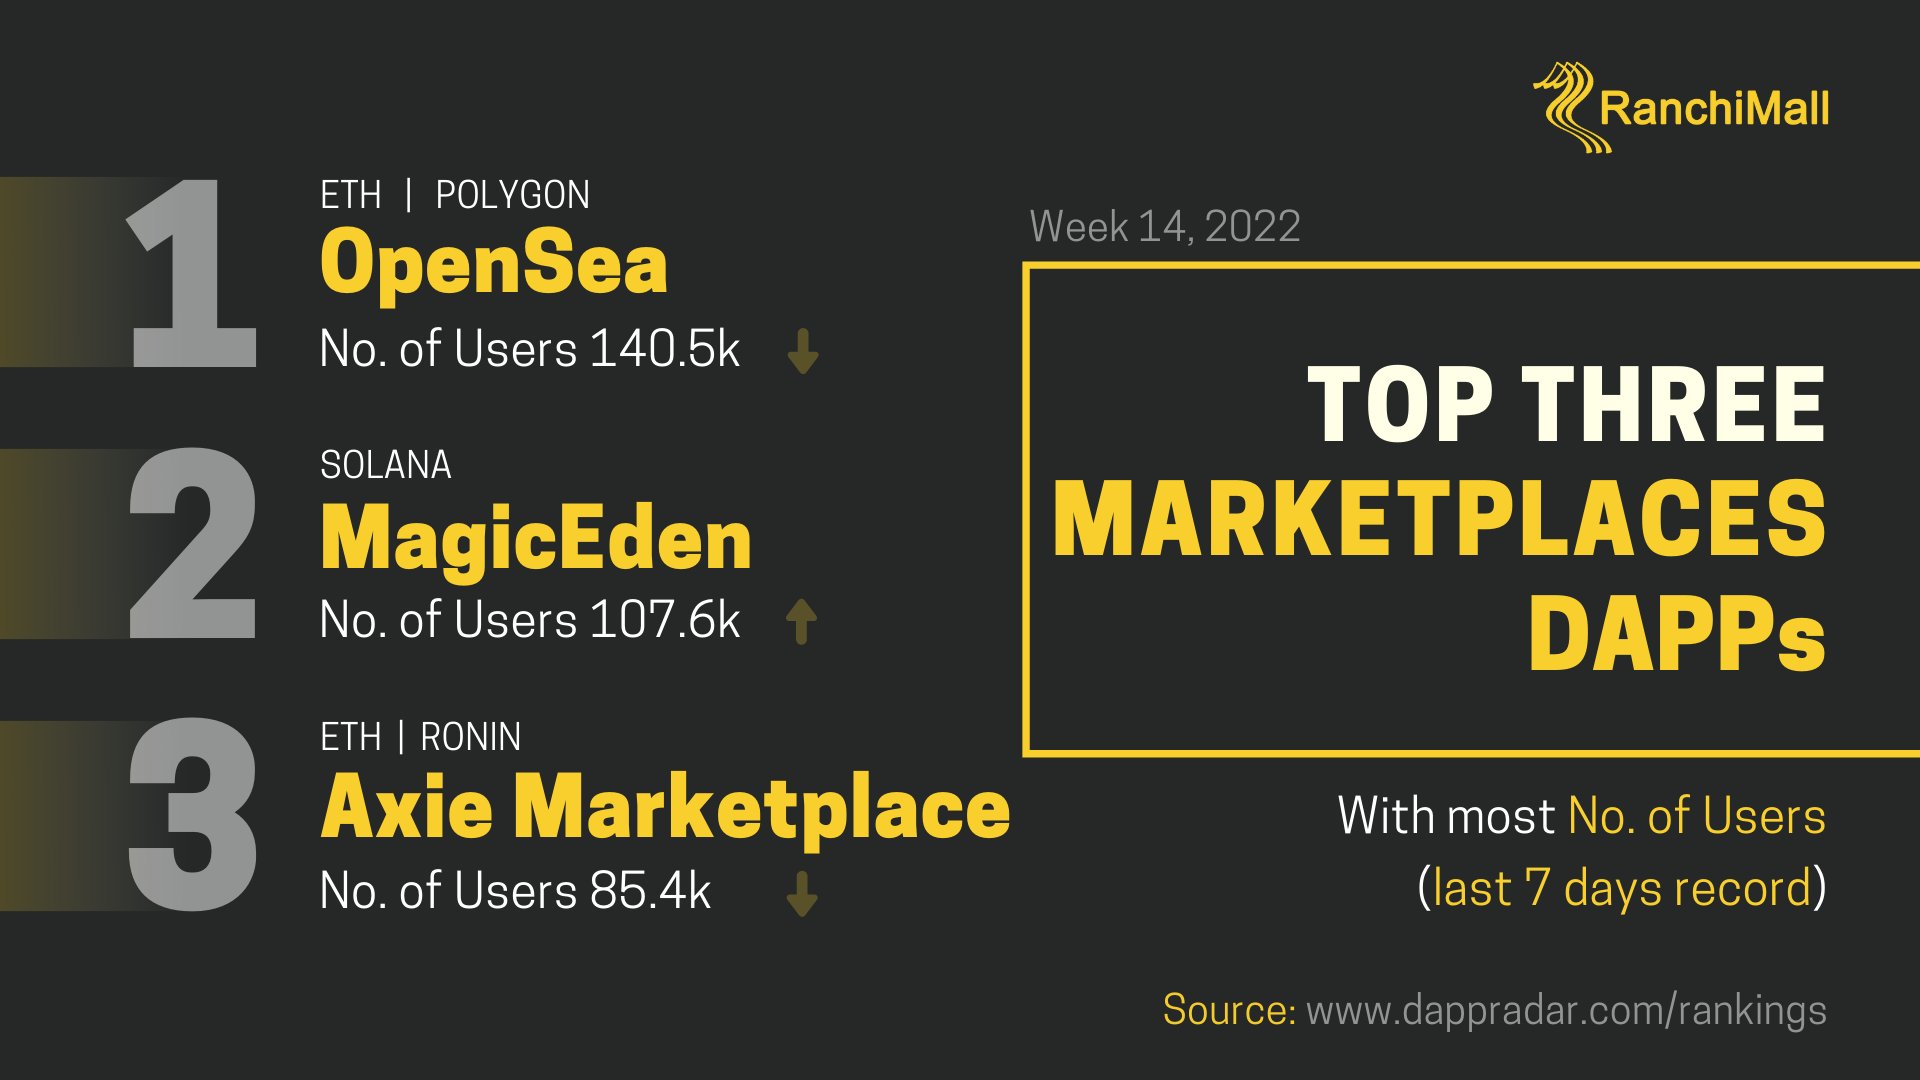 RanchiMall
1
ETH | POLYGON
OpenSea
No. of Users 140.5k
2
SOLANA
MagicEden
No. of Users 107.6k
3
ETH | RONIN
Axie Marketplace
No. of Users 85.4k
Week 14, 2022
TOP THREE
MARKETPLACES
DAPPs
With most No. of Users
(last 7 days record)
Source: www.dappradar.com/rankings